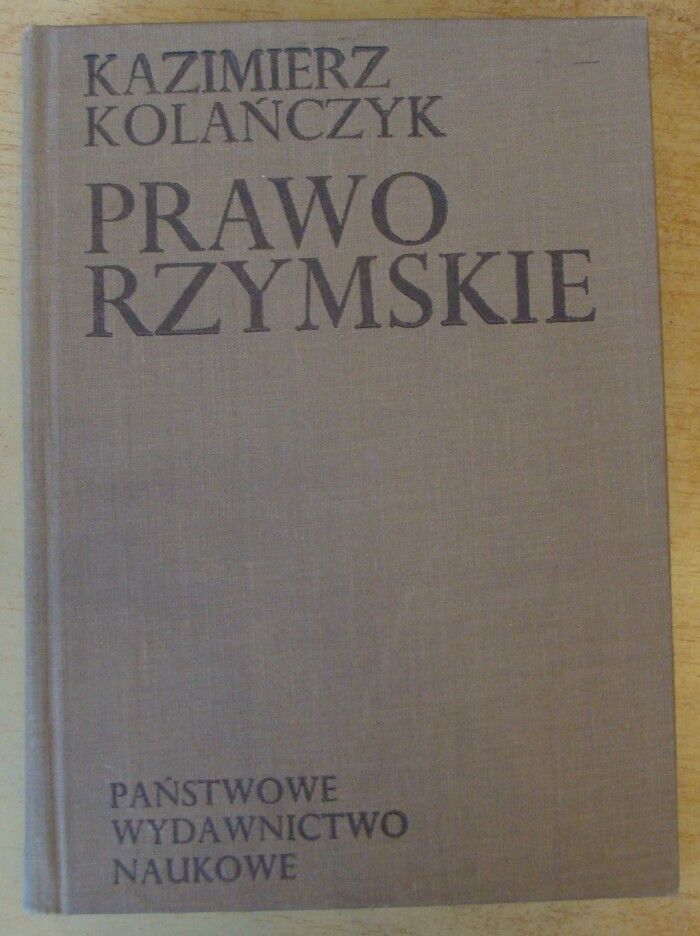 KAZIMIERZ
KOLAŃCZYK
PRAWO
RZYMSKIE
PAŃSTWOWE
WYDAWNICTWO
NAUKOWE